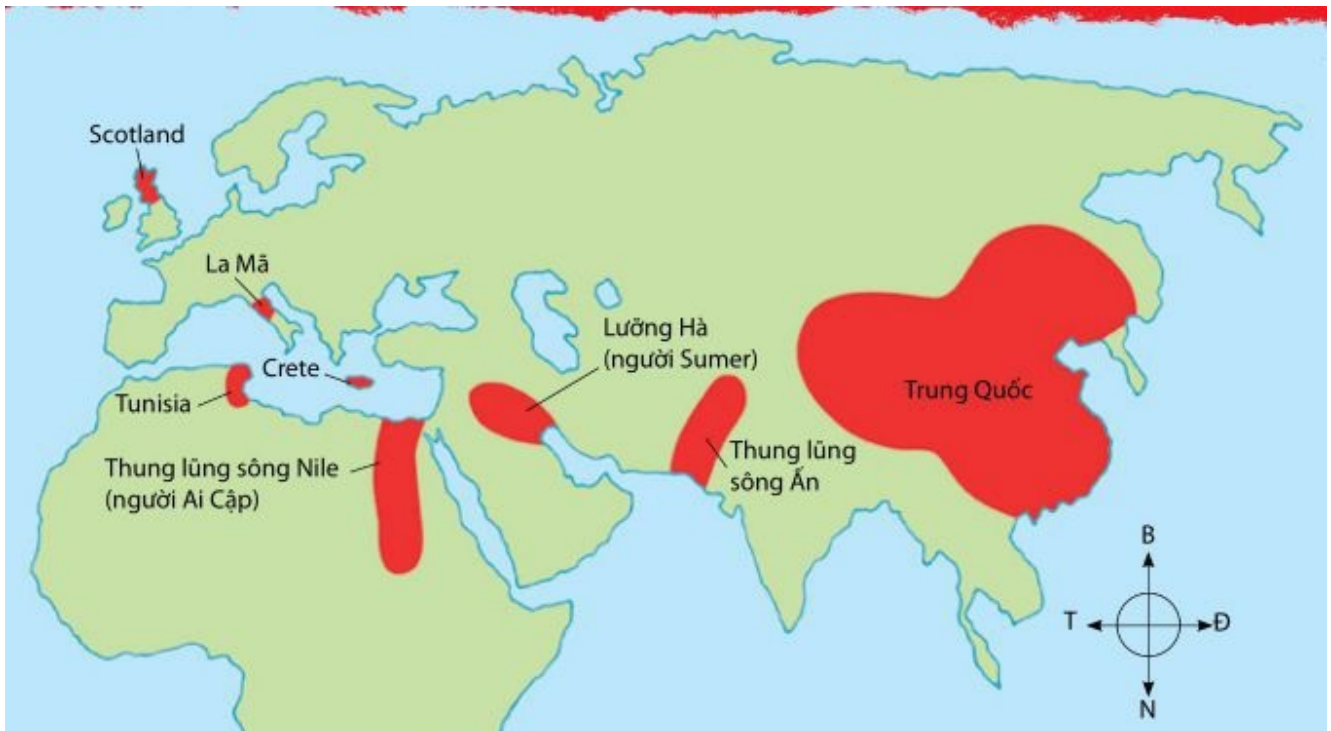 Scotland
La Mã
Lưỡng Hà
(người Sumer)
Crete
Tunisia
Trung Quốc
Thung lũng sông Nile
(người Ai Cập)
Thung lũng
sông Ấn
B
T
Đ
N